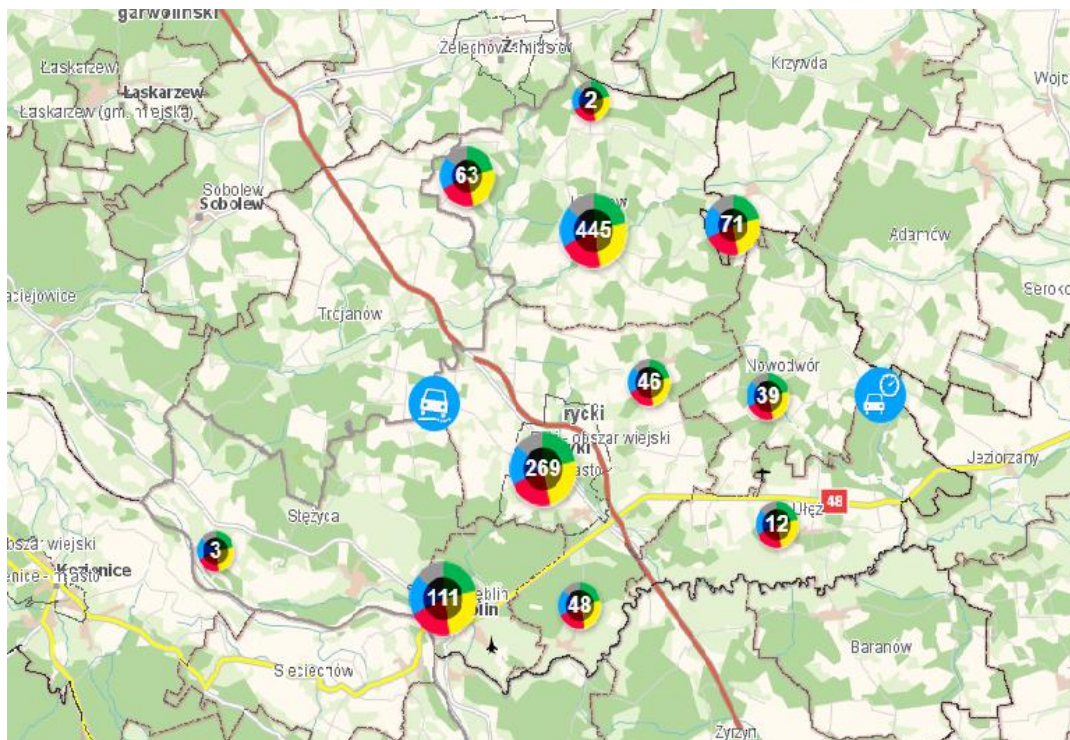 garwoliński
Żelechów-miasto
Krzywda
Łaskarzew
Łaskarzew
Łaskarzew (gm. miejska)
2
63
Sobolew
Sobolew
445
71
Adamów
Trojanów
46
Nowodwór
39
rycki
obszar wiejski
269
Jeziorzany
48
Stężyca
12
3
obszar wiejski
Kozienice
111
48
Sieciechów
Baranów
Żyrzyn